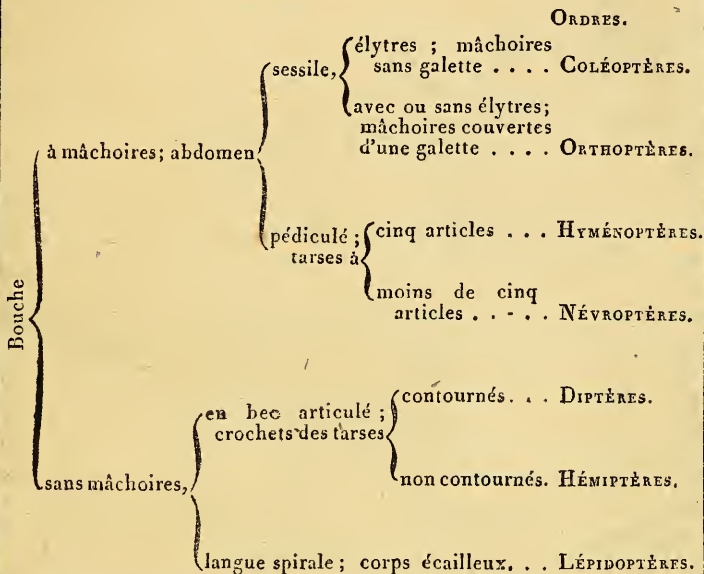 ORDRES.
élytres ; mâchoires
sessile,
sans galette . . . . COLÉOPTÈRES.
avec ou sans élytres;
mâchoires couvertes
à mâchoires; abdomen
d'une galette . . . . ORTHOPTÈRES.
pédiculé ;
tarses à
cinq articles . . . HYMÉNOPTÈRES.
moins de cinq
articles . . - . . NÉVROPTÈRES.
Bouche
en bec articulé ;
crochets des tarses
contournés. . . DIPTÈRES.
non contournés. HÉMIPTÈRES.
sans mâchoires,
langue spirale ; corps écailleux. . . LÉPIDOPTÈRES.